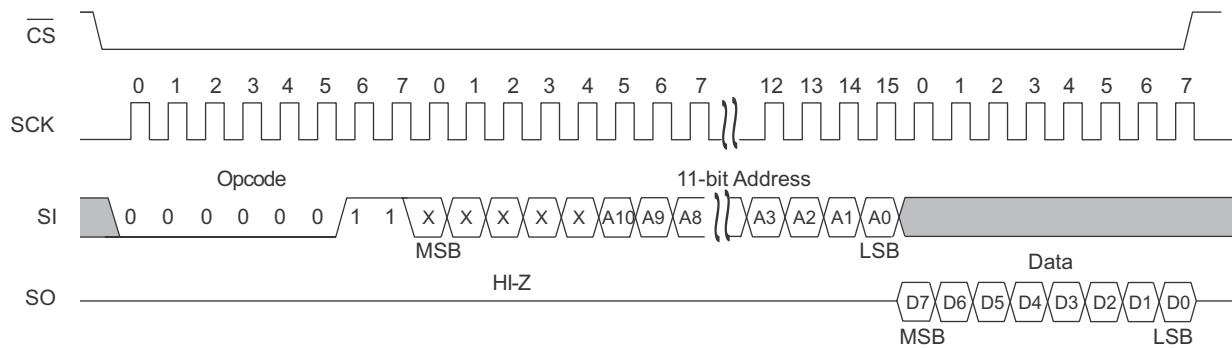 CS
0 1 2 3 4 5 6 7 0 1 2 3 4 5 6 7 12 13 14 15 0 1 2 3 4 5 6 7
SCK
Opcode 11-bit Address
SI 0 0 0 0 0 0 1 1 X X X X X A10 A9 A8 A3 A2 A1 A0
MSB LSB
HI-Z Data
SO D7 D6 D5 D4 D3 D2 D1 D0
MSB LSB